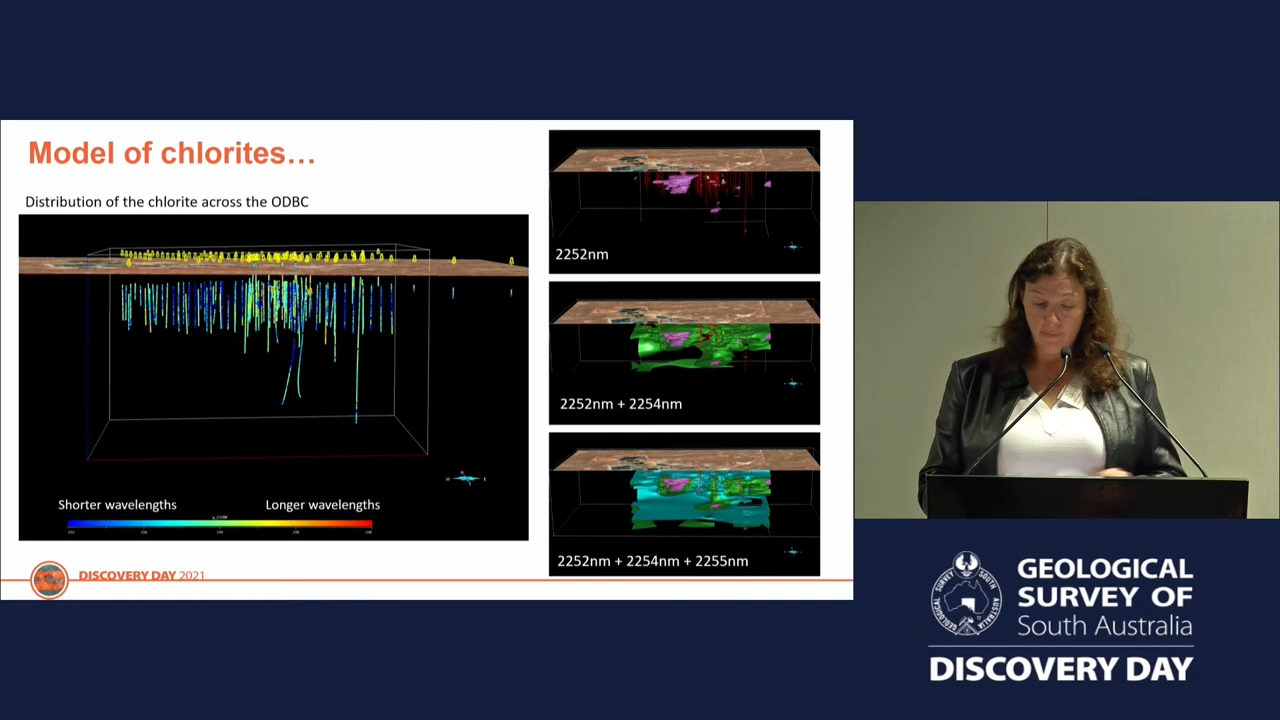 Model of chlorites...
Distribution of the chlorite across the ODBC
Shorter wavelengths
Longer wavelengths
2252nm
2252nm + 2254nm
2252nm + 2254nm + 2255nm
DISCOVERY DAY 2021
GEOLOGICAL
SURVEY OF
South Australia
DISCOVERY DAY